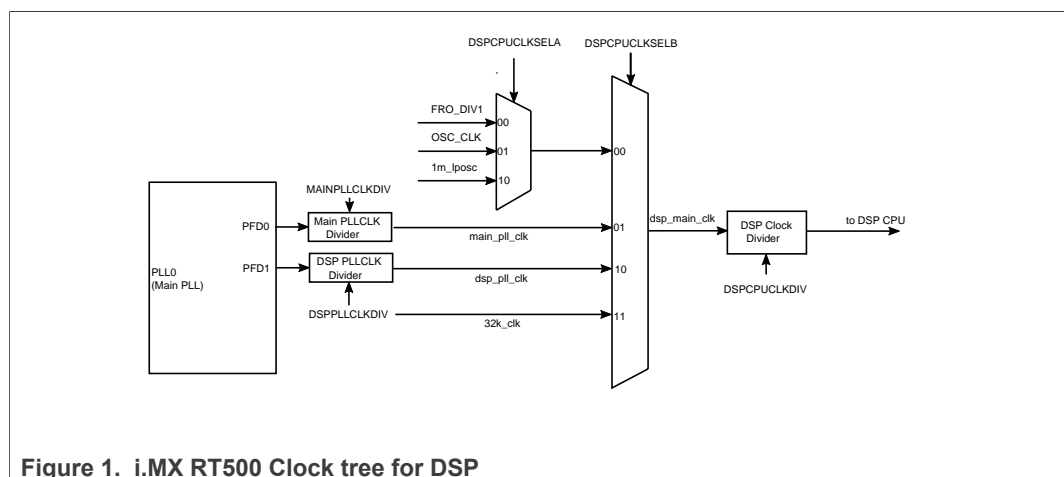 DSPCPUCLKSELA
DSPCPUCLKSELB
FRO_DIV1
00
OSC_CLK
01
00
1m_lposc
10
MAINPLLCLKDIV
PFD0
Main PLLCLK
Divider
main_pll_clk
01
dsp_main_clk
DSP Clock
Divider
to DSP CPU
PLL0
(Main PLL)
PFD1
DSP PLLCLK
Divider
dsp_pll_clk
10
DSPCPUCLKDIV
DSPPLLCLKDIV
32k_clk
11
Figure 1. i.MX RT500 Clock tree for DSP